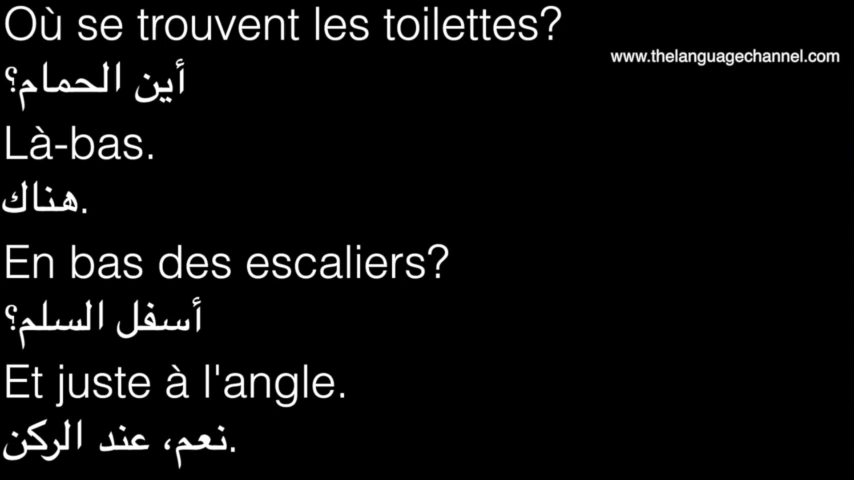 Où se trouvent les toilettes?
www.thelanguagechannel.com
أين الحمام؟
Là-bas.
هناك.
En bas des escaliers?
أسفل السلم؟
Et juste à l'angle.
نعم، عند الركن.